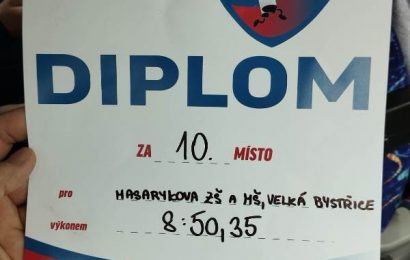 DIPLOM
ZA 10. MÍSTO
pro MASARYKOVA ZŠ A MŠ, VELKÁ BYSTŘICE
výkonem 8:50,35